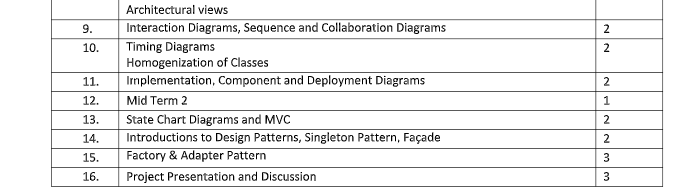 Architectural views
9. Interaction Diagrams, Sequence and Collaboration Diagrams 2
10. Timing Diagrams 2
Homogenization of Classes
11. Implementation, Component and Deployment Diagrams 2
12. Mid Term 2 1
13. State Chart Diagrams and MVC 2
14. Introductions to Design Patterns, Singleton Pattern, Façade 2
15. Factory & Adapter Pattern 3
16. Project Presentation and Discussion 3